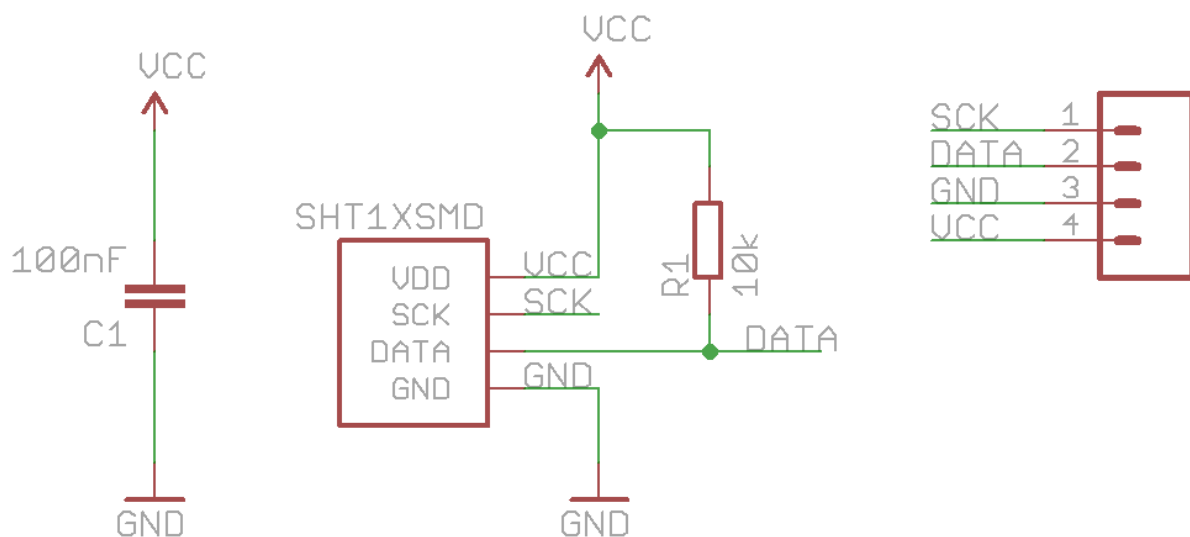 VCC
100nF
C1
GND
VCC
SHT1XSMD
VDD
SCK
DATA
GND
VCC
SCK
GND
R1
10k
DATA
GND
SCK 1
DATA 2
GND 3
VCC 4